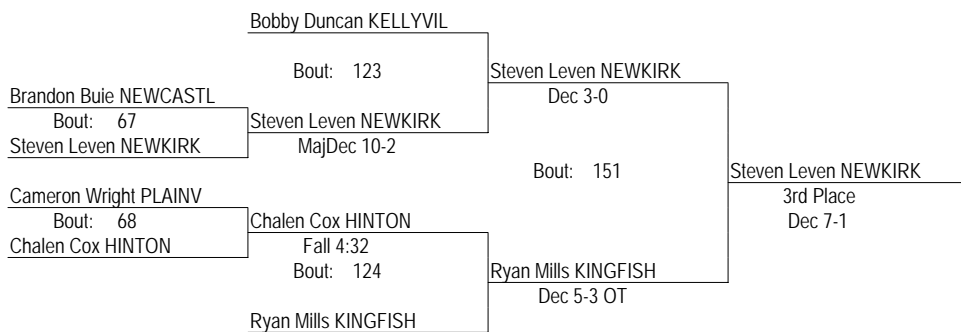 Bobby Duncan KELLYVIL
Bout: 123
Steven Leven NEWKIRK
Dec 3-0
Brandon Buie NEWCASTL
Bout: 67
Steven Leven NEWKIRK
MajDec 10-2
Steven Leven NEWKIRK
Bout: 151
Steven Leven NEWKIRK
3rd Place
Dec 7-1
Cameron Wright PLAINV
Bout: 68
Chalen Cox HINTON
Fall 4:32
Chalen Cox HINTON
Bout: 124
Ryan Mills KINGFISH
Dec 5-3 OT
Ryan Mills KINGFISH